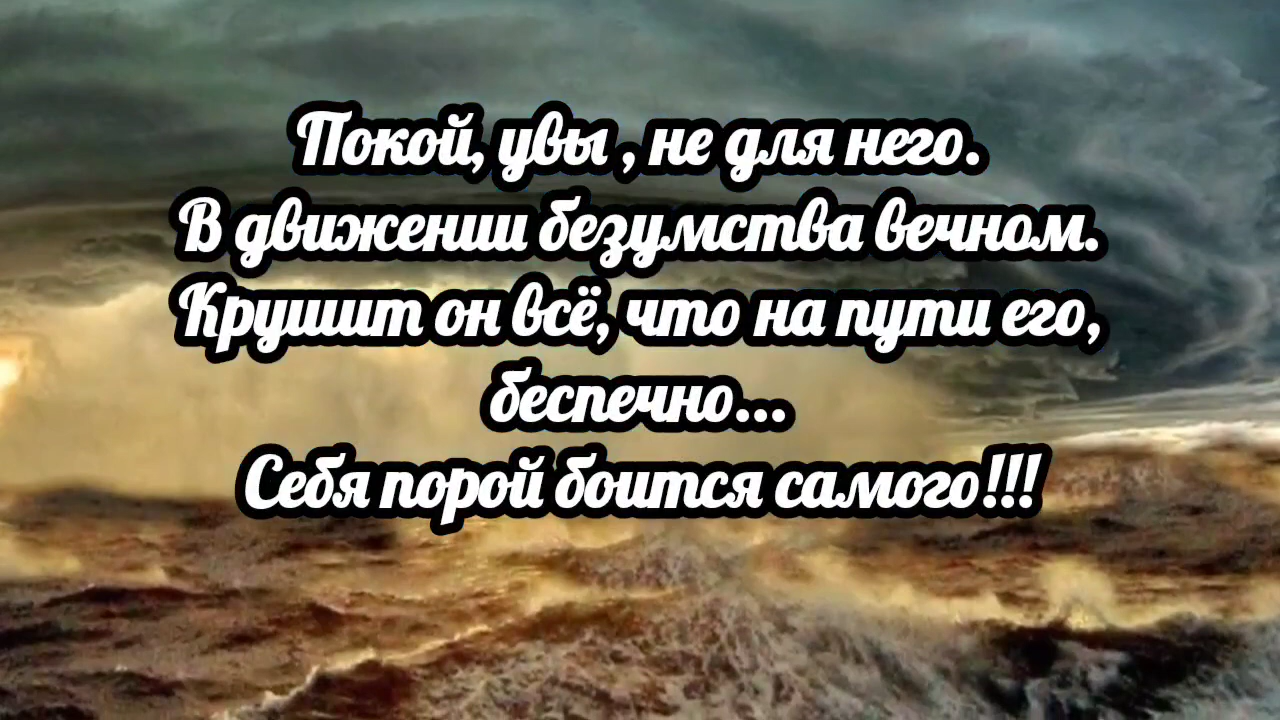 Покой, увы , не для него.
В движении безумства вечном.
Крушит он всё, что на пути его,
беспечно...
Себя порой боится самого!!!